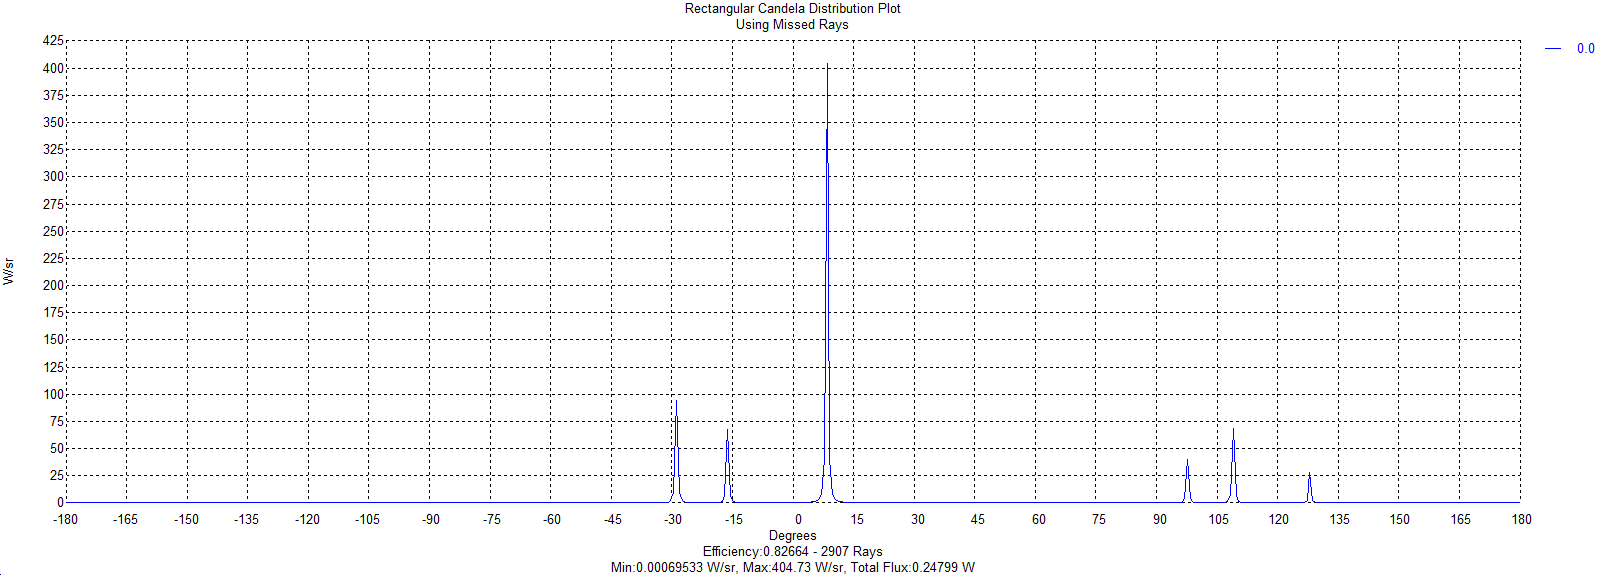 Rectangular Candela Distribution Plot
Using Missed Rays
0.0
425
400
375
350
325
300
275
250
225
200
175
150
125
100
75
50
25
0
W/sr
-180 -165 -150 -135 -120 -105 -90 -75 -60 -45 -30 -15 0 15 30 45 60 75 90 105 120 135 150 165 180
Degrees
Efficiency:0.82664 - 2907 Rays
Min:0.00069533 W/sr, Max:404.73 W/sr, Total Flux:0.24799 W